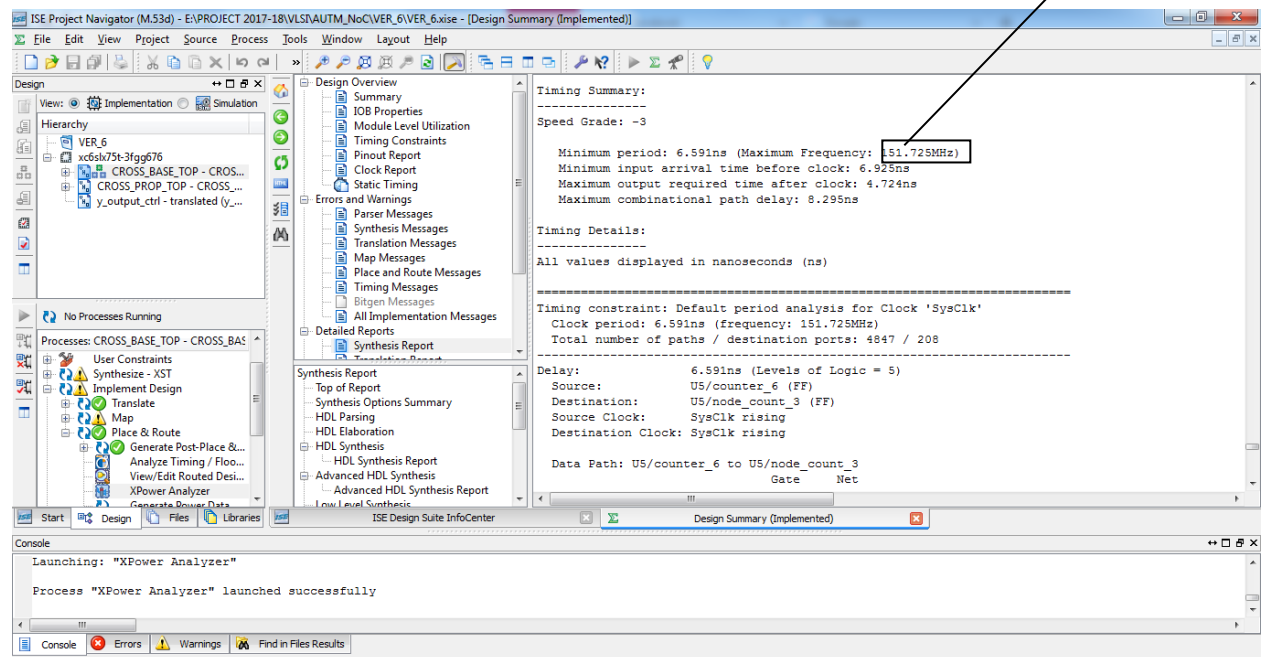 ISE Project Navigator (M.53d) - E:\PROJECT 2017-18\VLSI\AUTM_NoC\VER_6\VER_6.xise - [Design Summary (Implemented)]
File Edit View Project Source Process Tools Window Layout Help
Design
View: Implementation Simulation
Hierarchy
VER_6
xc6slx75t-3fgg676
CROSS_BASE_TOP - CROS...
CROSS_PROP_TOP - CROSS_...
y_output_ctrl - translated (y_...
No Processes Running
Processes: CROSS_BASE_TOP - CROSS_BAS
User Constraints
Synthesize - XST
Implement Design
Translate
Map
Place & Route
Generate Post-Place &...
Analyze Timing / Floo...
View/Edit Routed Desi...
XPower Analyzer
Generate Power Data
Start Design Files Libraries
Design Overview
Summary
IOB Properties
Module Level Utilization
Timing Constraints
Pinout Report
Clock Report
Static Timing
Errors and Warnings
Parser Messages
Synthesis Messages
Translation Messages
Map Messages
Place and Route Messages
Timing Messages
Bitgen Messages
All Implementation Messages
Detailed Reports
Synthesis Report
Translation Report
Synthesis Report
Top of Report
Synthesis Options Summary
HDL Parsing
HDL Elaboration
HDL Synthesis
HDL Synthesis Report
Advanced HDL Synthesis
Advanced HDL Synthesis Report
Low Level Synthesis
Timing Summary:
---------------
Speed Grade: -3
Minimum period: 6.591ns (Maximum Frequency: 151.725MHz)
Minimum input arrival time before clock: 6.925ns
Maximum output required time after clock: 4.724ns
Maximum combinational path delay: 8.295ns
Timing Details:
---------------
All values displayed in nanoseconds (ns)
=========================================================================
Timing constraint: Default period analysis for Clock 'SysClk'
Clock period: 6.591ns (frequency: 151.725MHz)
Total number of paths / destination ports: 4847 / 208
-------------------------------------------------------------------------
Delay: 6.591ns (Levels of Logic = 5)
Source: U5/counter_6 (FF)
Destination: U5/node_count_3 (FF)
Source Clock: SysClk rising
Destination Clock: SysClk rising
Data Path: U5/counter_6 to U5/node_count_3
Gate Net
ISE Design Suite InfoCenter
Design Summary (Implemented)
Console
Launching: "XPower Analyzer"
Process "XPower Analyzer" launched successfully
Console Errors Warnings Find in Files Results